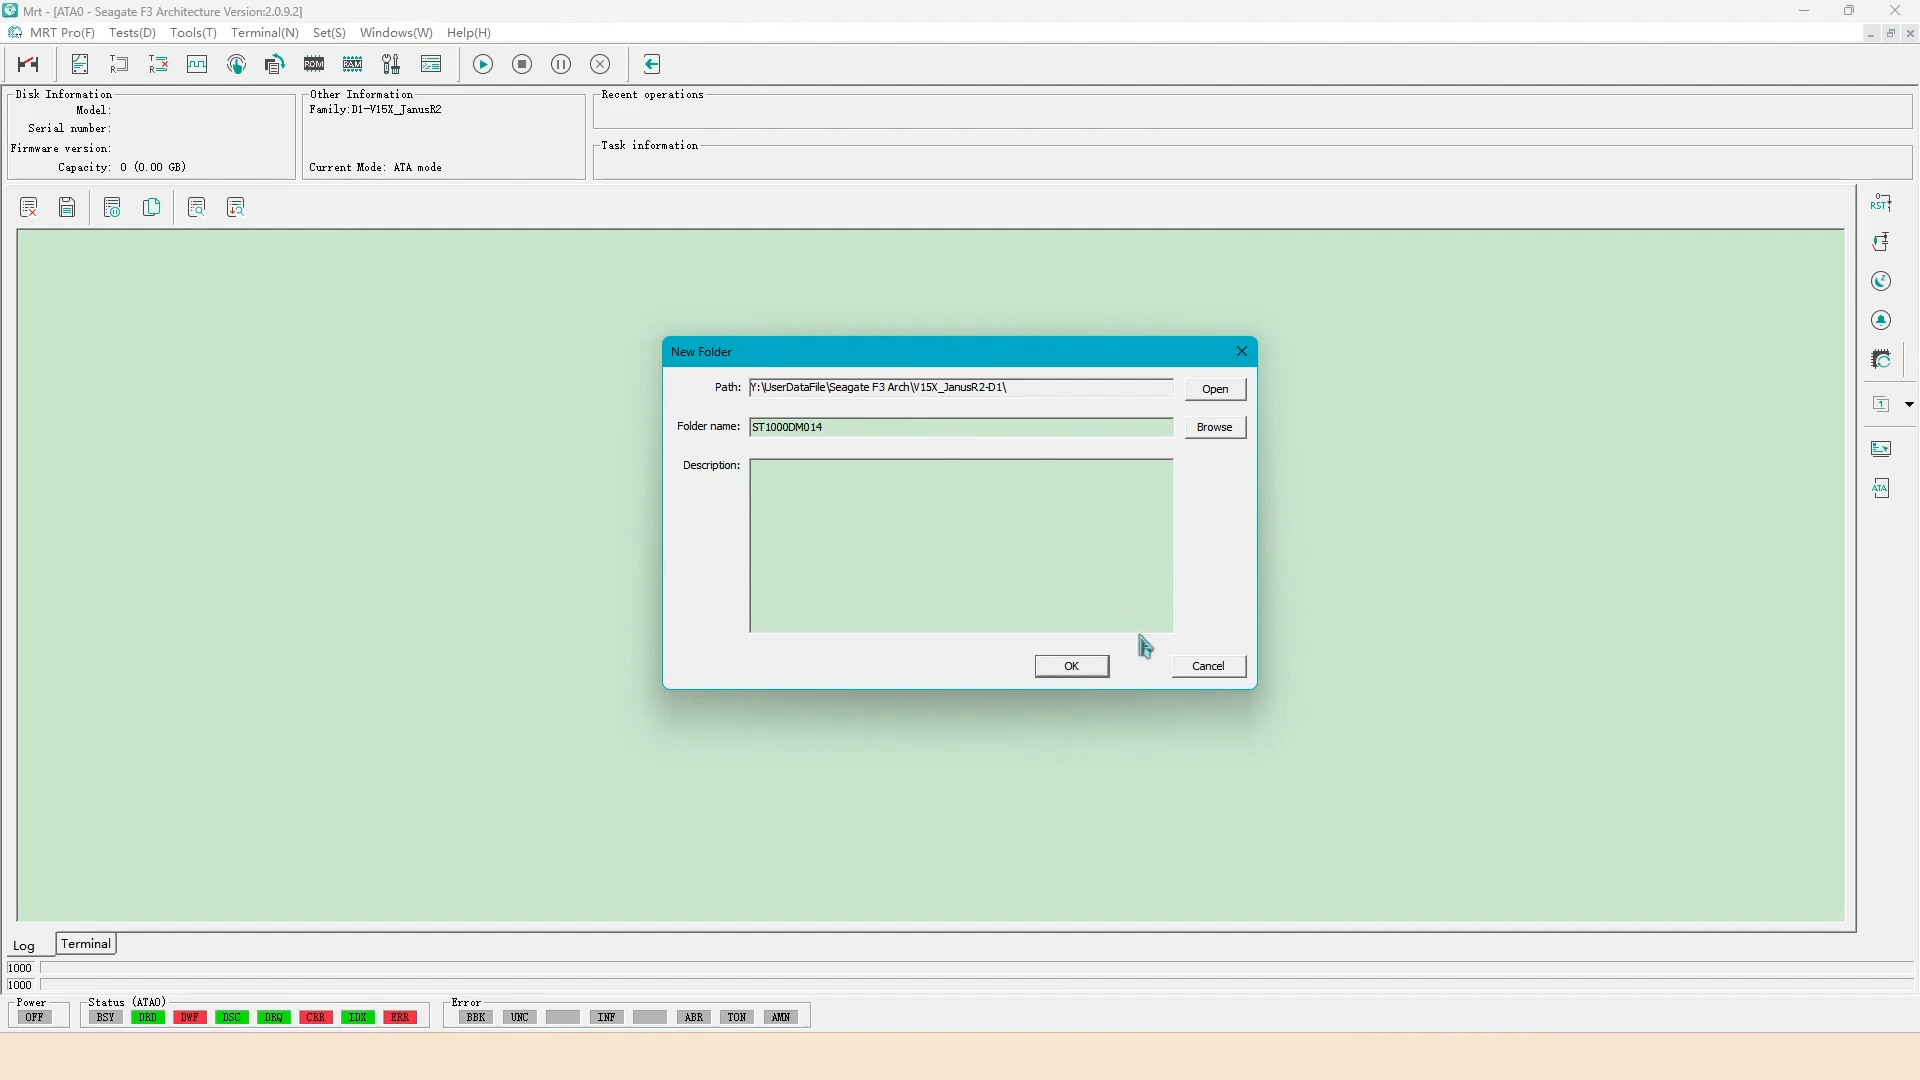 Mrt - [ATA0 - Seagate F3 Architecture Version:2.0.9.2]
MRT Pro(F) Tests(D) Tools(T) Terminal(N) Set(S) Windows(W) Help(H)
T R
T R
ROM
RAM
Disk Information
Model:
Serial number:
Firmware version:
Capacity: 0 (0.00 GB)
Other Information
Family:D1-V15X_JanusR2
Current Mode: ATA mode
Recent operations
Task information
RST
Z
1
ATA
New Folder
Path: Y:\UserDataFile\Seagate F3 Arch\V15X_JanusR2-D1\ Open
Folder name: ST1000DM014 Browse
Description:
OK Cancel
Log Terminal
1000
1000
Power
OFF
Status (ATA0)
BSY DRD DWF DSC DRQ CRR IDX ERR
Error
BBK UNC INF ABR TON AMN